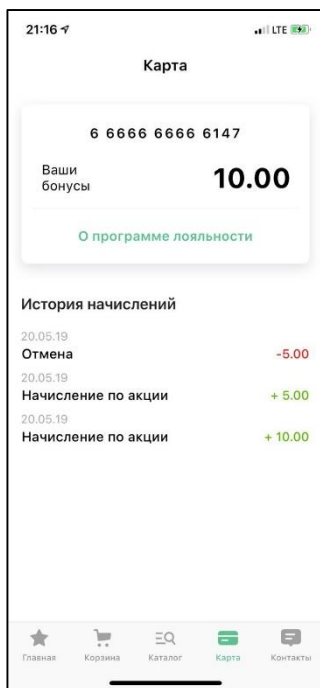 21:16
LTE
Карта
6 6666 6666 6147
Ваши
бонусы
10.00
О программе лояльности
История начислений
20.05.19
Отмена -5.00
20.05.19
Начисление по акции + 5.00
20.05.19
Начисление по акции + 10.00
Главная Корзина Каталог Карта Контакты